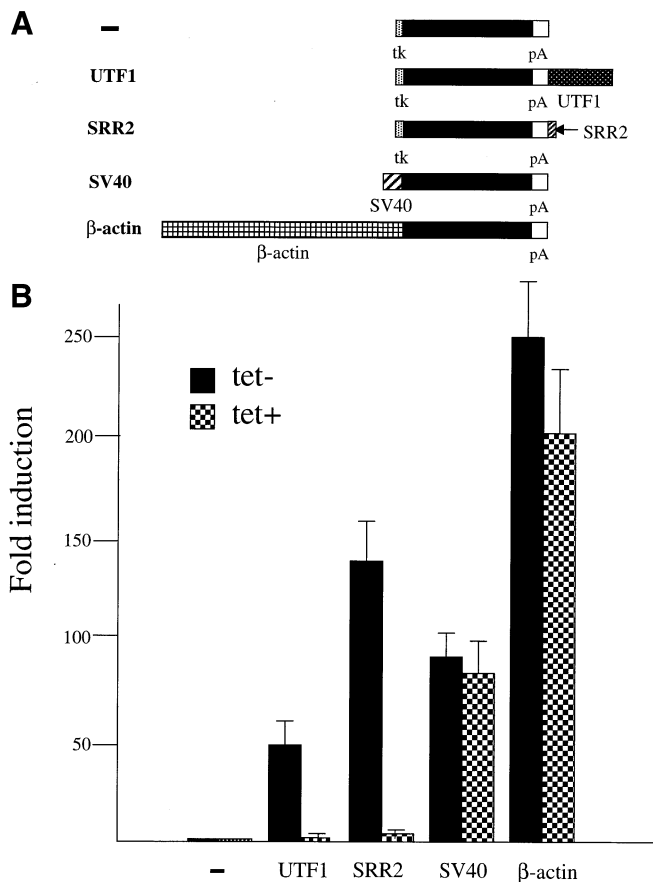 A
–
tk pA
UTF1
tk pA UTF1
SRR2
SRR2
tk pA
SV40
SV40 pA
β-actin
β-actin pA
B
Fold induction
250
200
150
100
50
tet-
tet+
– UTF1 SRR2 SV40 β-actin